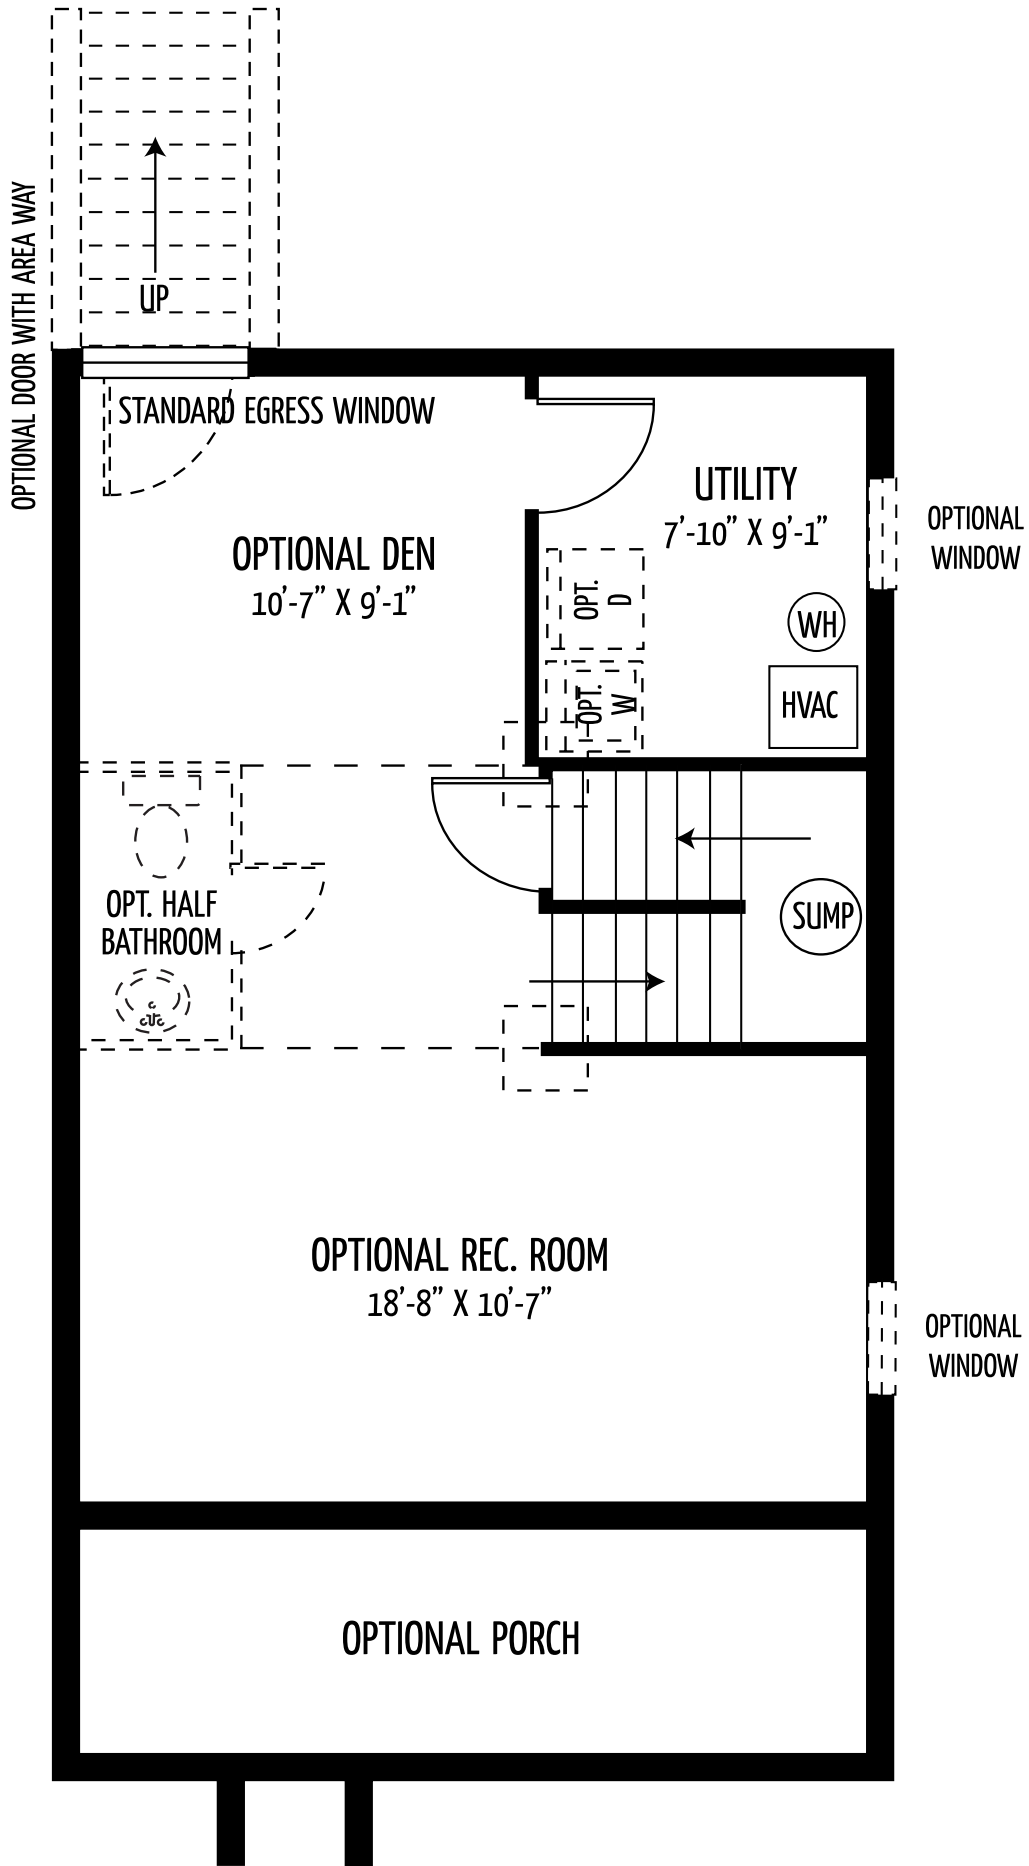 OPTIONAL DOOR WITH AREA WAY
UP
STANDARD EGRESS WINDOW
UTILITY
7'-10" X 9'-1"
OPTIONAL
WINDOW
OPTIONAL DEN
10'-7" X 9'-1"
OPT.
D
WH
OPT.
W
HVAC
OPT. HALF
BATHROOM
SUMP
OPTIONAL REC. ROOM
18'-8" X 10'-7"
OPTIONAL
WINDOW
OPTIONAL PORCH